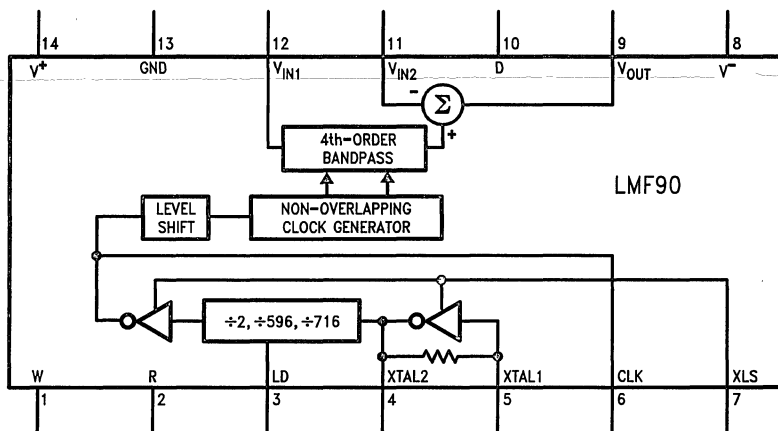 14 13 12 11 10 9 8
V+ GND VIN1 VIN2 D VOUT V−
− Σ +
4th-ORDER
BANDPASS
LMF90
LEVEL
SHIFT
NON-OVERLAPPING
CLOCK GENERATOR
÷2, ÷596, ÷716
W R LD XTAL2 XTAL1 CLK XLS
1 2 3 4 5 6 7